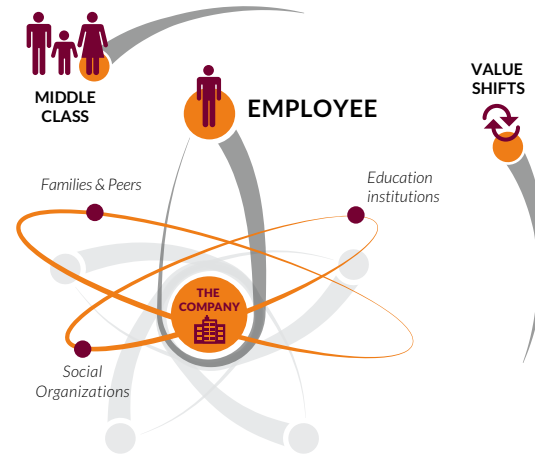 MIDDLE
CLASS
EMPLOYEE
VALUE
SHIFTS
Families & Peers
Education
institutions
THE
COMPANY
Social
Organizations